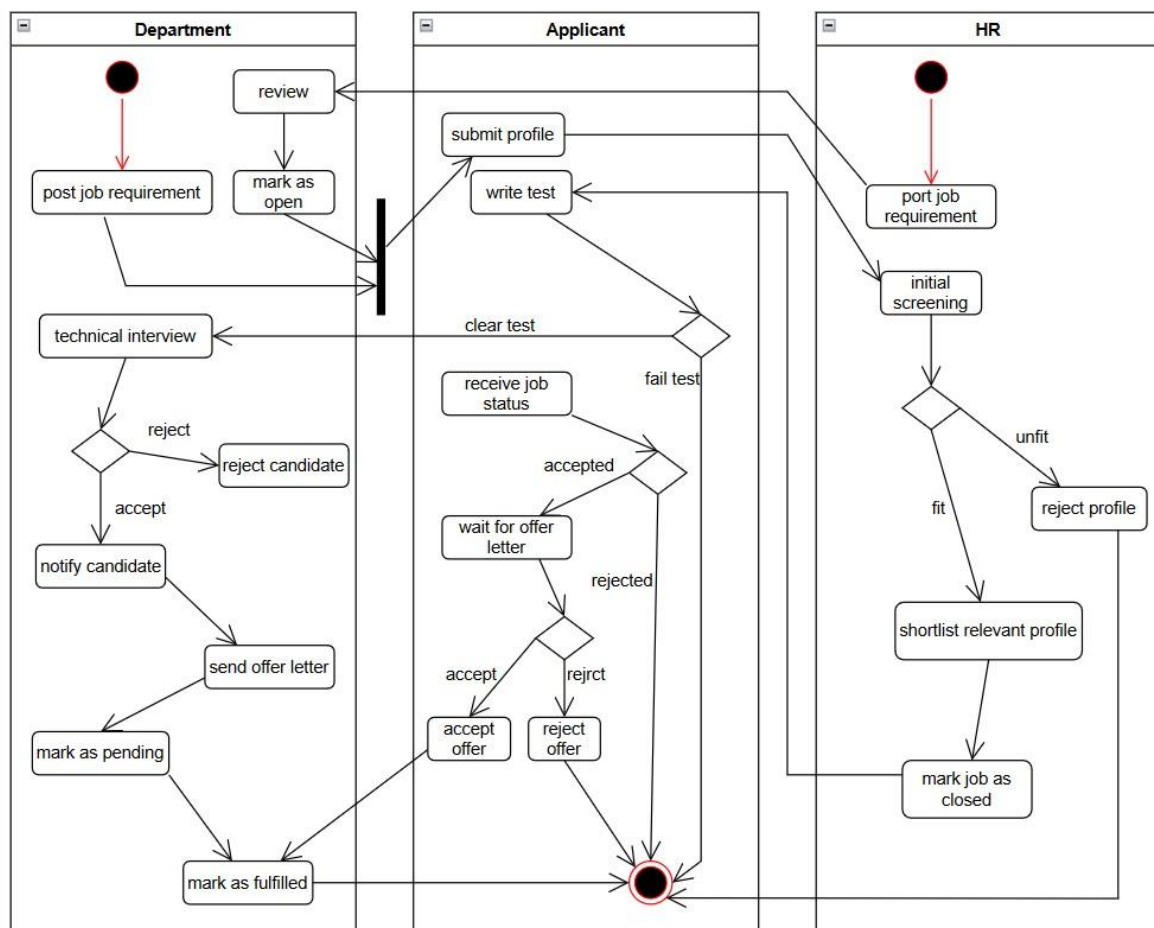 Department
Applicant
HR
review
submit profile
post job requirement
mark as
open
write test
port job
requirement
initial
screening
technical interview
clear test
fail test
receive job
status
reject
reject candidate
accepted
unfit
accept
fit
reject profile
wait for offer
letter
notify candidate
rejected
shortlist relevant profile
send offer letter
accept
rejrct
accept
offer
reject
offer
mark as pending
mark job as
closed
mark as fulfilled